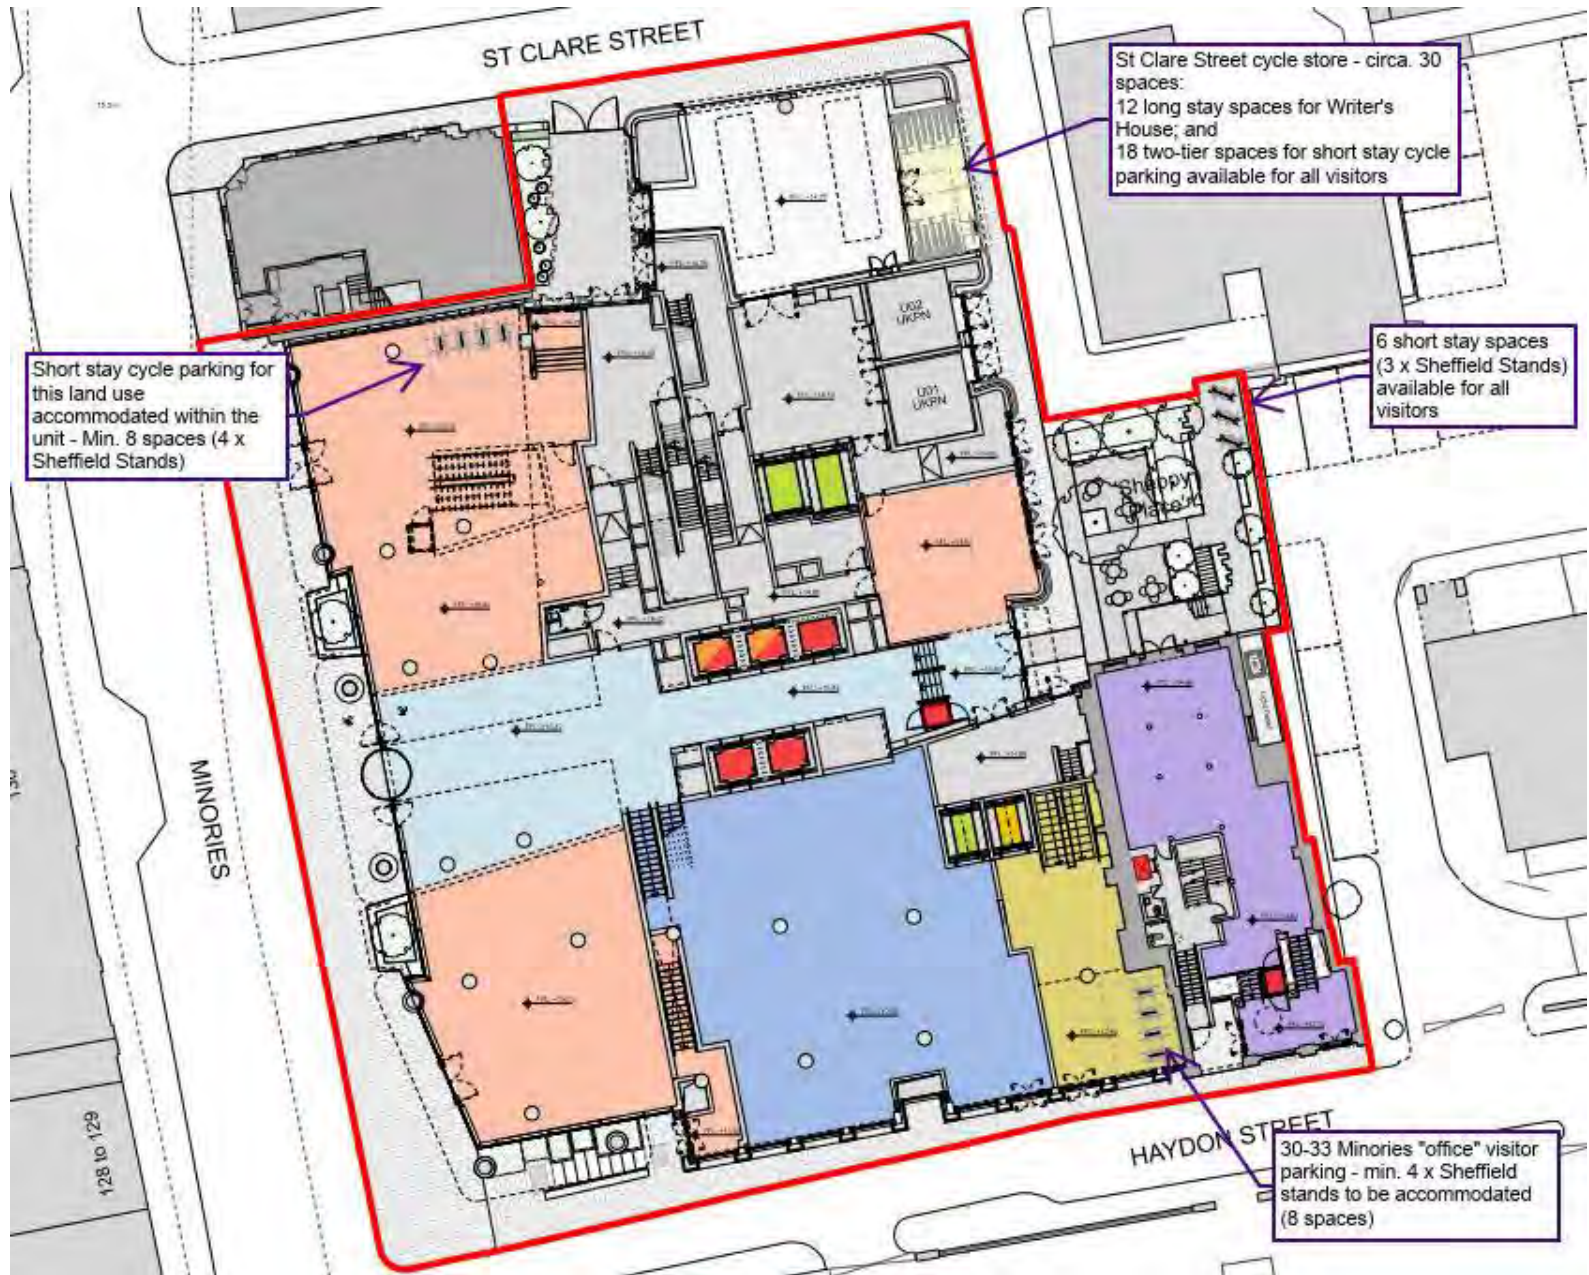 ST CLARE STREET
St Clare Street cycle store - circa. 30
spaces:
12 long stay spaces for Writer's
House; and
18 two-tier spaces for short stay cycle
parking available for all visitors
U02
UKPN
U01
UKPN
6 short stay spaces
(3 x Sheffield Stands)
available for all
visitors
Short stay cycle parking for
this land use
accommodated within the
unit - Min. 8 spaces (4 x
Sheffield Stands)
MINORIES
128 to 129
HAYDON STREET
30-33 Minories "office" visitor
parking - min. 4 x Sheffield
stands to be accommodated
(8 spaces)